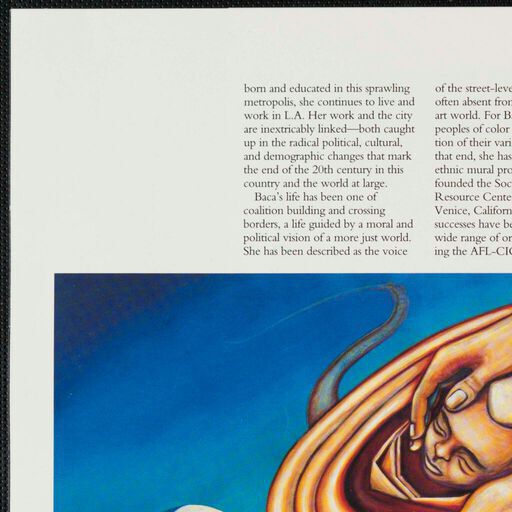 born and educated in this sprawling
metropolis, she continues to live and
work in L.A. Her work and the city
are inextricably linked—both caught
up in the radical political, cultural,
and demographic changes that mark
the end of the 20th century in this
country and the world at large.
Baca's life has been one of
coalition building and crossing
borders, a life guided by a moral and
political vision of a more just world.
She has been described as the voice
of the street-leve
often absent from
art world. For B
peoples of color
tion of their vari
that end, she has
ethnic mural pro
founded the Soc
Resource Cente
Venice, Californ
successes have be
wide range of or
ing the AFL-CIO